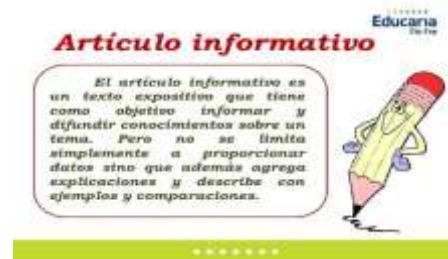 Educaria
Artículo informativo
El artículo informativo es
un texto expositivo que tiene
como objetivo informar y
difundir conocimientos sobre un
tema. Pero no se limita
simplemente a proporcionar
datos sino que además agrega
explicaciones y describe con
ejemplos y comparaciones.